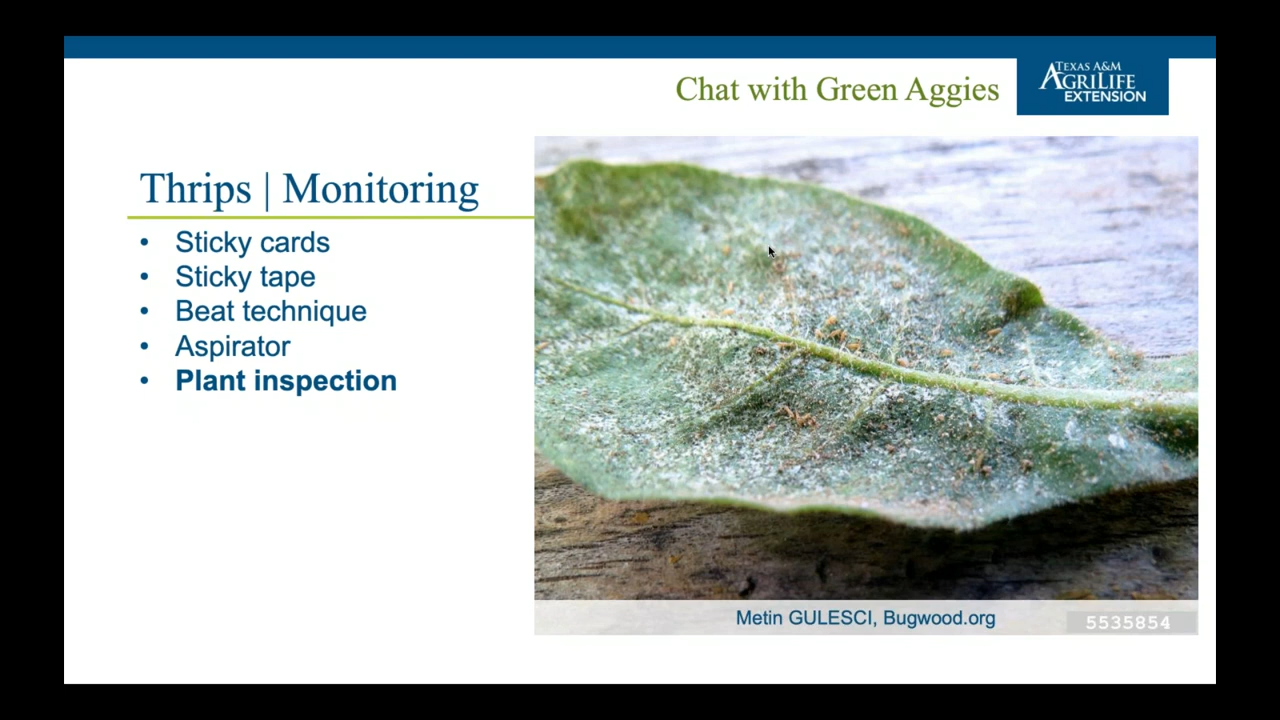 Chat with Green Aggies
TEXAS A&M
AGRILIFE
EXTENSION
Thrips | Monitoring
• Sticky cards
• Sticky tape
• Beat technique
• Aspirator
• Plant inspection
Metin GULESCI, Bugwood.org
5535854